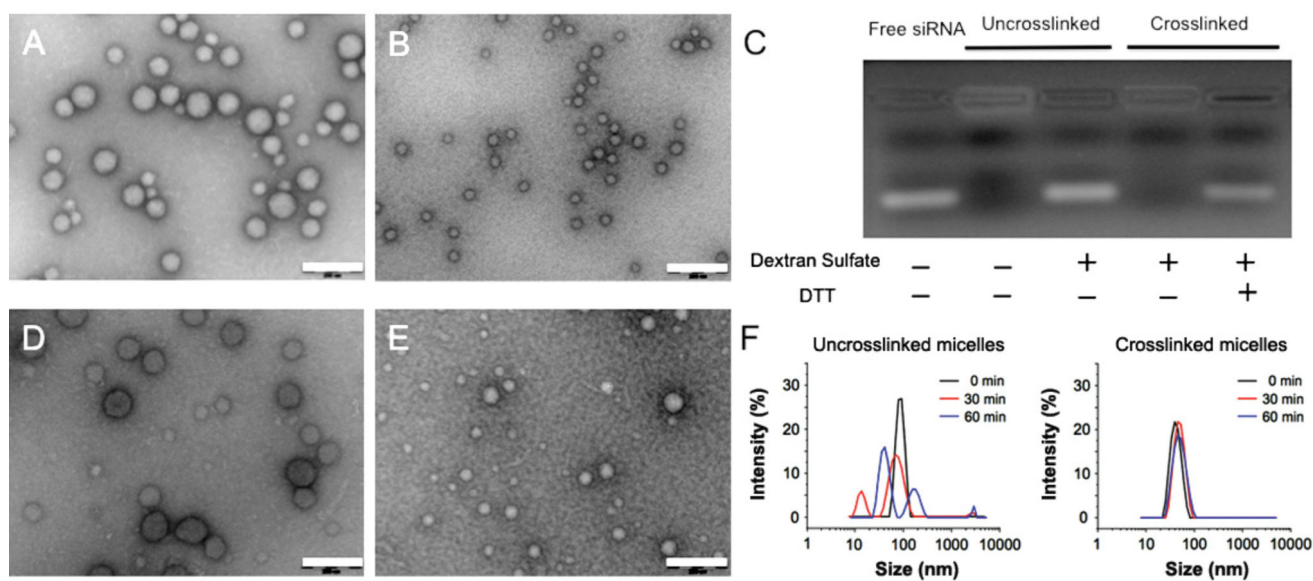 A
B
C
Free siRNA Uncrosslinked Crosslinked
Dextran Sulfate − − + + +
DTT − − − − +
D
E
F
Uncrosslinked micelles
Intensity (%)
30
20
10
0
0 min
30 min
60 min
1 10 100 1000 10000
Size (nm)
Crosslinked micelles
Intensity (%)
30
20
10
0
0 min
30 min
60 min
1 10 100 1000 10000
Size (nm)